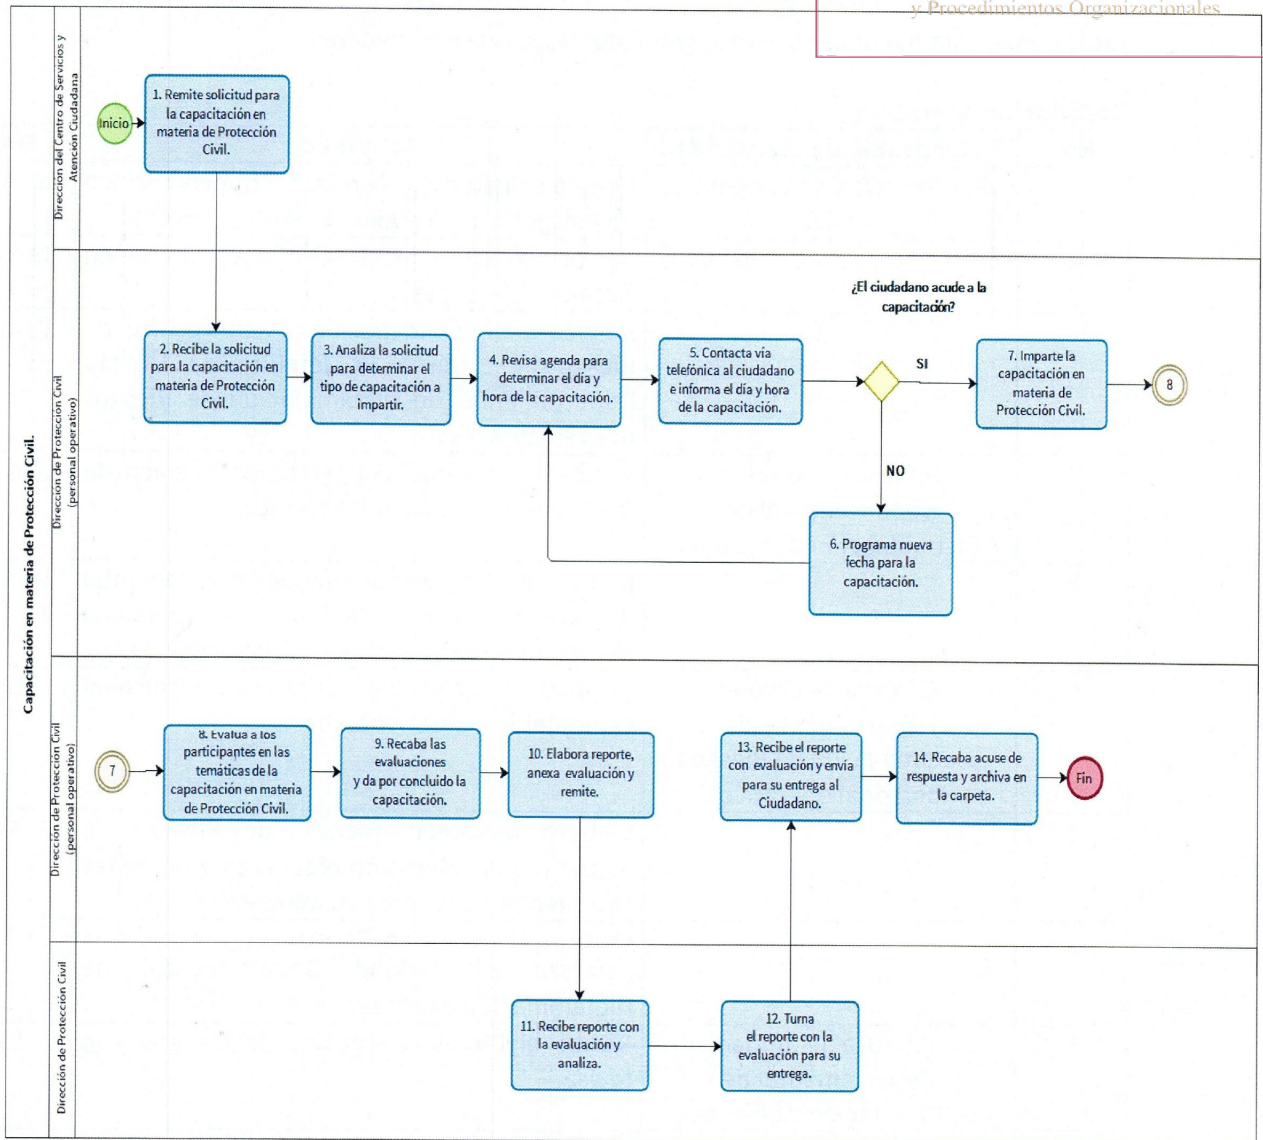 y Procedimientos Organizacionales
Capacitación en materia de Protección Civil.
Dirección del Centro de Servicios y
Atención Ciudadana
Inicio
1. Remite solicitud para
la capacitación en
materia de Protección
Civil.
Dirección de Protección Civil
(personal operativo)
2. Recibe la solicitud
para la capacitación en
materia de Protección
Civil.
3. Analiza la solicitud
para determinar el
tipo de capacitación a
impartir.
4. Revisa agenda para
determinar el día y
hora de la capacitación.
5. Contacta vía
telefónica al ciudadano
e informa el día y hora
de la capacitación.
¿El ciudadano acude a la
capacitación?
SI
NO
6. Programa nueva
fecha para la
capacitación.
7. Imparte la
capacitación en
materia de
Protección Civil.
8
Dirección de Protección Civil
(personal operativo)
7
8. Evalua a los
participantes en las
temáticas de la
capacitación en materia
de Protección Civil.
9. Recaba las
evaluaciones
y da por concluido la
capacitación.
10. Elabora reporte,
anexa evaluación y
remite.
13. Recibe el reporte
con evaluación y envía
para su entrega al
Ciudadano.
14. Recaba acuse de
respuesta y archiva en
la carpeta.
Fin
Dirección de Protección Civil
11. Recibe reporte con
la evaluación y
analiza.
12. Turna
el reporte con la
evaluación para su
entrega.